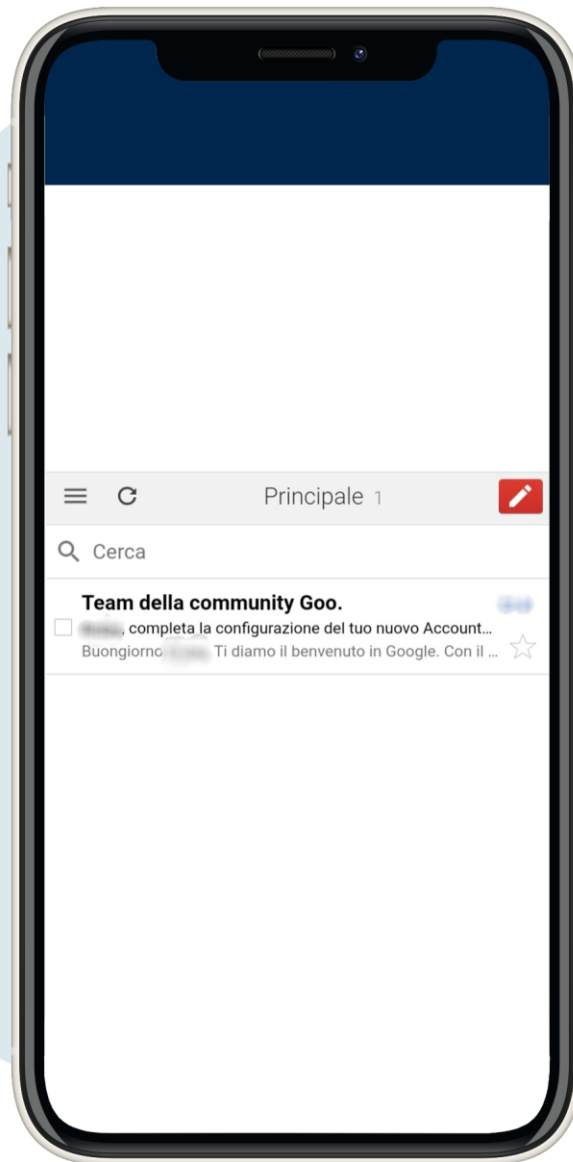 Principale 1
Cerca
Team della community Goo.
, completa la configurazione del tuo nuovo Account...
Buongiorno Ti diamo il benvenuto in Google. Con il ...